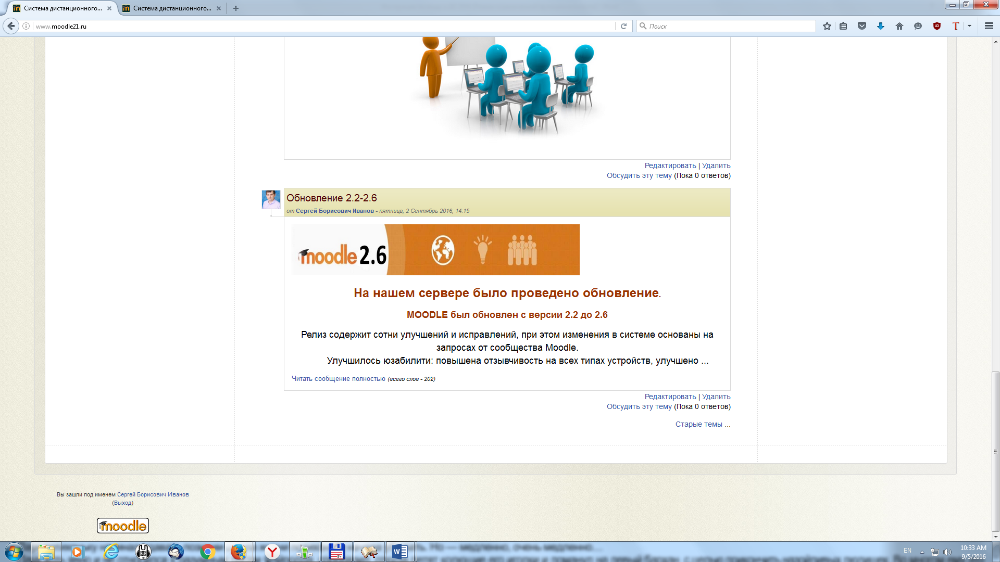 Система дистанционного...
Система дистанционного...
www.moodle21.ru
Поиск
Редактировать | Удалить
Обсудить эту тему (Пока 0 ответов)
Обновление 2.2-2.6
от Сергей Борисович Иванов - пятница, 2 Сентябрь 2016, 14:15
moodle 2.6
На нашем сервере было проведено обновление.
MOODLE был обновлен с версии 2.2 до 2.6
Релиз содержит сотни улучшений и исправлений, при этом изменения в системе основаны на
запросах от сообщества Moodle.
Улучшилось юзабилити: повышена отзывчивость на всех типах устройств, улучшено ...
Читать сообщение полностью (всего слов - 202)
Редактировать | Удалить
Обсудить эту тему (Пока 0 ответов)
Старые темы ...
Вы зашли под именем Сергей Борисович Иванов
(Выход)
moodle
EN
10:33 AM
9/5/2016